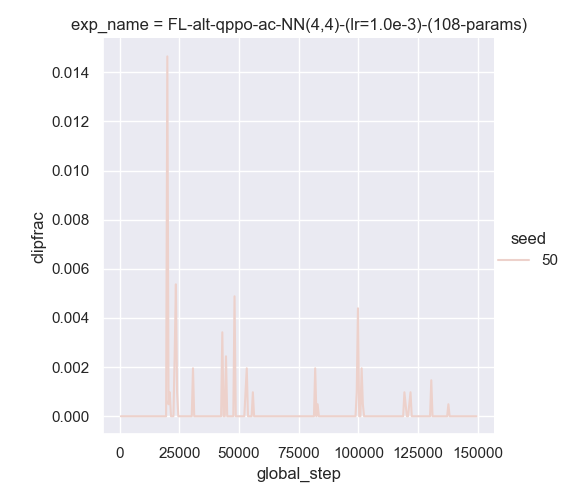 exp_name = FL-alt-qppo-ac-NN(4,4)-(lr=1.0e-3)-(108-params)
0.014
0.012
0.010
0.008
0.006
0.004
0.002
0.000
clipfrac
0 25000 50000 75000 100000 125000 150000
global_step
seed
50